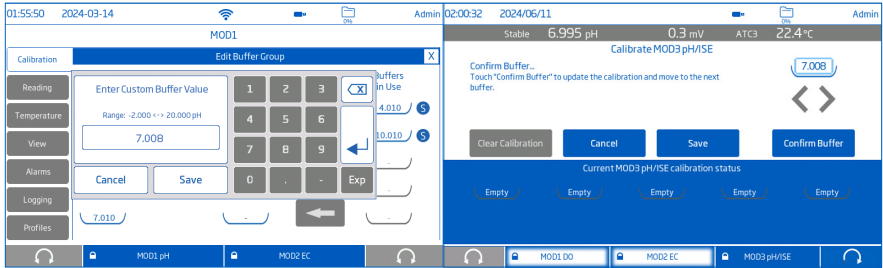 01:55:50 2024-03-14 0% Admin
MOD1
Calibration Edit Buffer Group X
Buffers
in Use
Reading
Temperature
View
Alarms
Logging
Profiles
Enter Custom
Buffer Value
Range: -2.000 <-> 20.000 pH
7.008
Cancel Save
1 2 3 X
4 5 6
7 8 9
0 . - Exp
4.010 S
10.010 S
-
-
7.010 - -
MOD1 pH MOD2 EC
02:00:32 2024/06/11 0% Admin
Stable 6.995 pH 0.3 mV ATC3 22.4°C
Calibrate MOD3 pH/ISE
Confirm Buffer...
Touch "Confirm Buffer" to update the calibration and move to the next
buffer.
7.008
Clear Calibration Cancel Save Confirm Buffer
Current MOD3 pH/ISE calibration status
Empty Empty Empty Empty Empty
MOD1 DO MOD2 EC MOD3 pH/ISE